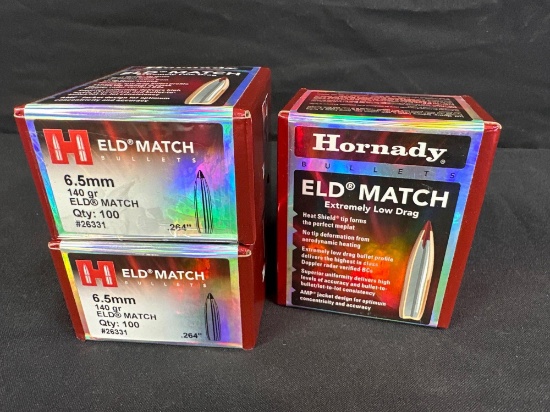 Hornady
BULLETS
ELD® MATCH
ELD® MATCH
BULLETS
6.5mm
140 gr
ELD® MATCH
Qty: 100
#26331
.264"
ELD® MATCH
BULLETS
6.5mm
140 gr
ELD® MATCH
Qty: 100
#26331
.264"
Hornady
BULLETS
ELD® MATCH
Extremely Low Drag
Heat Shield® tip forms
the perfect meplat
No tip deformation from
aerodynamic heating
Extremely low drag bullet profile
delivers the highest in class
Doppler radar verified BCs
Superior uniformity delivers high
levels of accuracy and bullet-to-
bullet/lot-to-lot consistency
AMP® jacket design for optimum
concentricity and accuracy